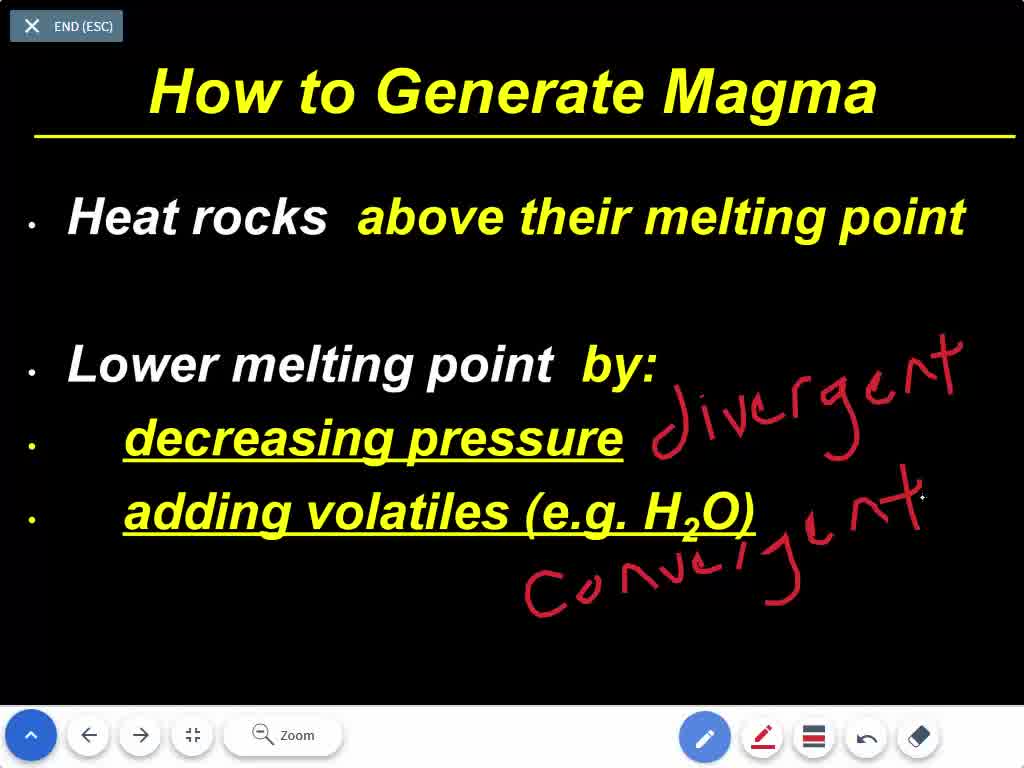 END (ESC)
How to Generate Magma
• Heat rocks above their melting point
• Lower melting point by:
• decreasing pressure divergent
• adding volatiles (e.g. H₂O)
convergent
Zoom